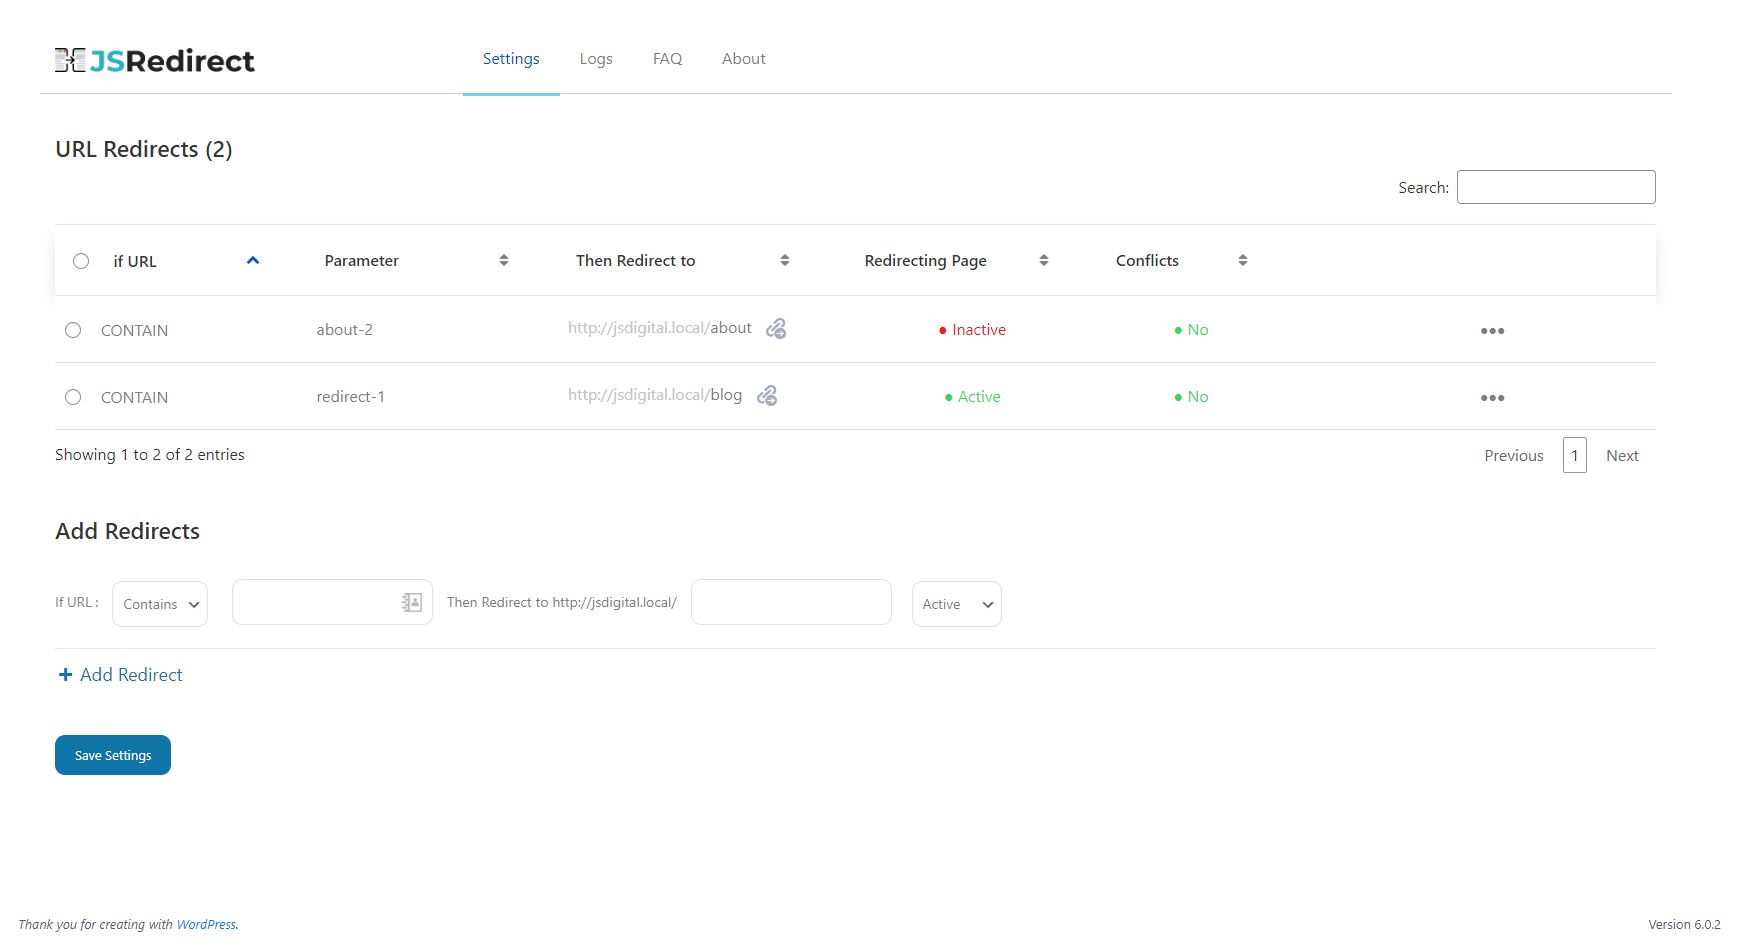 JSRedirect
Settings Logs FAQ About
URL Redirects (2)
Search:
if URL Parameter Then Redirect to Redirecting Page Conflicts
CONTAIN about-2 http://jsdigital.local/about Inactive No
CONTAIN redirect-1 http://jsdigital.local/blog Active No
Showing 1 to 2 of 2 entries Previous 1 Next
Add Redirects
If URL : Contains Then Redirect to http://jsdigital.local/ Active
+ Add Redirect
Save Settings
Thank you for creating with WordPress. Version 6.0.2